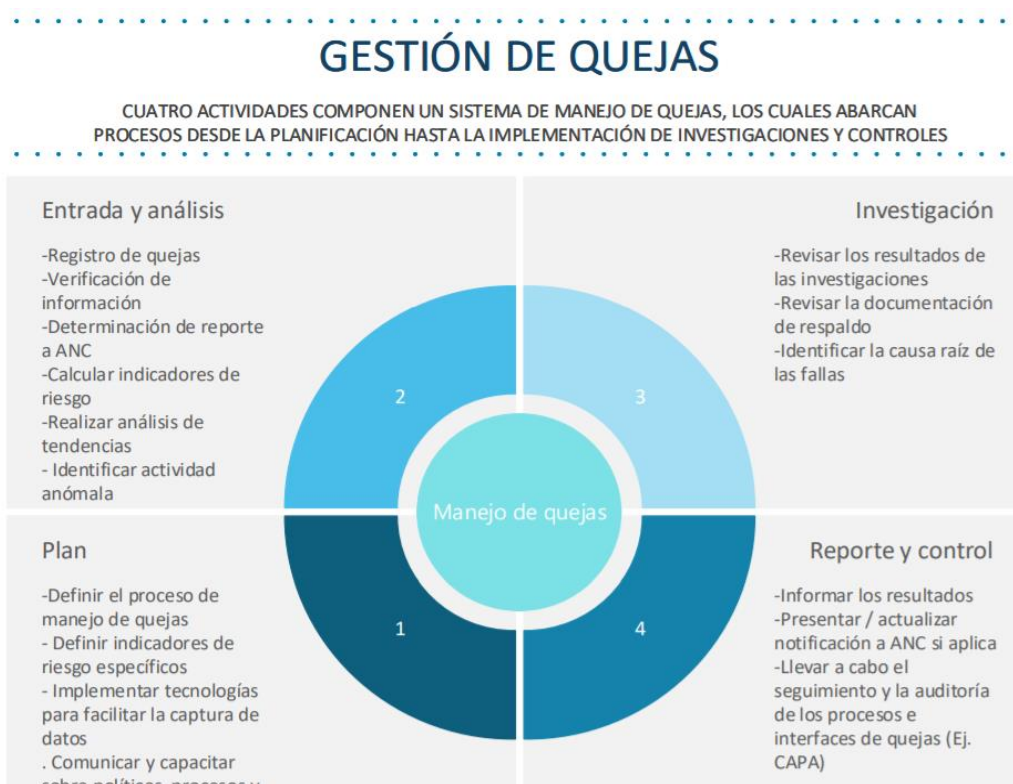 GESTIÓN DE QUEJAS
CUATRO ACTIVIDADES COMPONEN UN SISTEMA DE MANEJO DE QUEJAS, LOS CUALES ABARCAN
PROCESOS DESDE LA PLANIFICACIÓN HASTA LA IMPLEMENTACIÓN DE INVESTIGACIONES Y CONTROLES
Entrada y análisis
-Registro de quejas
-Verificación de
información
-Determinación de reporte
a ANC
-Calcular indicadores de
riesgo
-Realizar análisis de
tendencias
- Identificar actividad
anómala
2
Investigación
-Revisar los resultados de
las investigaciones
-Revisar la documentación
de respaldo
-Identificar la causa raíz de
las fallas
3
Manejo de quejas
Plan
-Definir el proceso de
manejo de quejas
- Definir indicadores de
riesgo específicos
- Implementar tecnologías
para facilitar la captura de
datos
. Comunicar y capacitar
sobre políticas, procesos y
1
Reporte y control
-Informar los resultados
-Presentar / actualizar
notificación a ANC si aplica
-Llevar a cabo el
seguimiento y la auditoría
de los procesos e
interfaces de quejas (Ej.
CAPA)
4